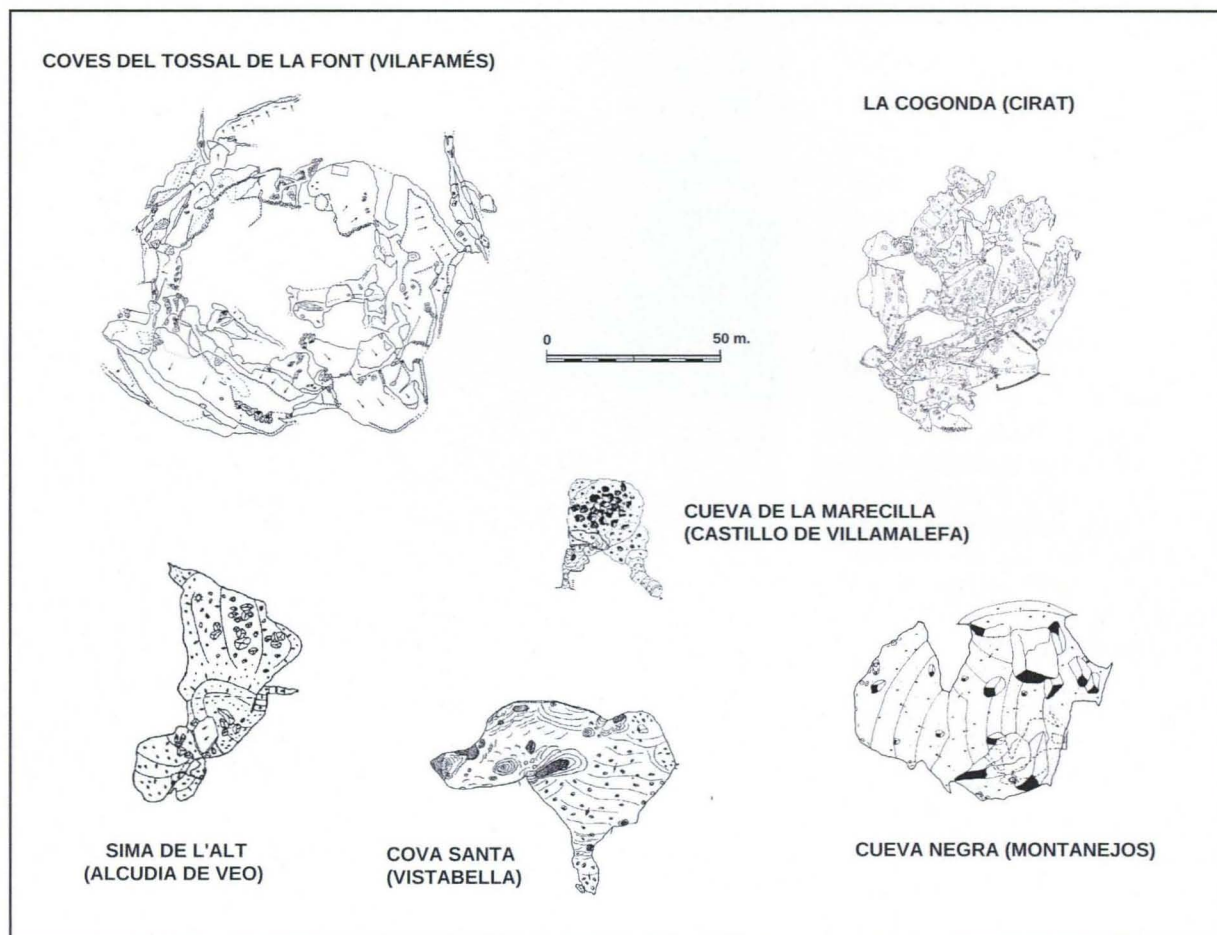 COVES DEL TOSSAL DE LA FONT (VILAFAMÉS)
LA COGONDA (CIRAT)
0 50 m.
CUEVA DE LA MARECILLA
(CASTILLO DE VILLAMALEFA)
SIMA DE L'ALT
(ALCUDIA DE VEO)
COVA SANTA
(VISTABELLA)
CUEVA NEGRA (MONTANEJOS)